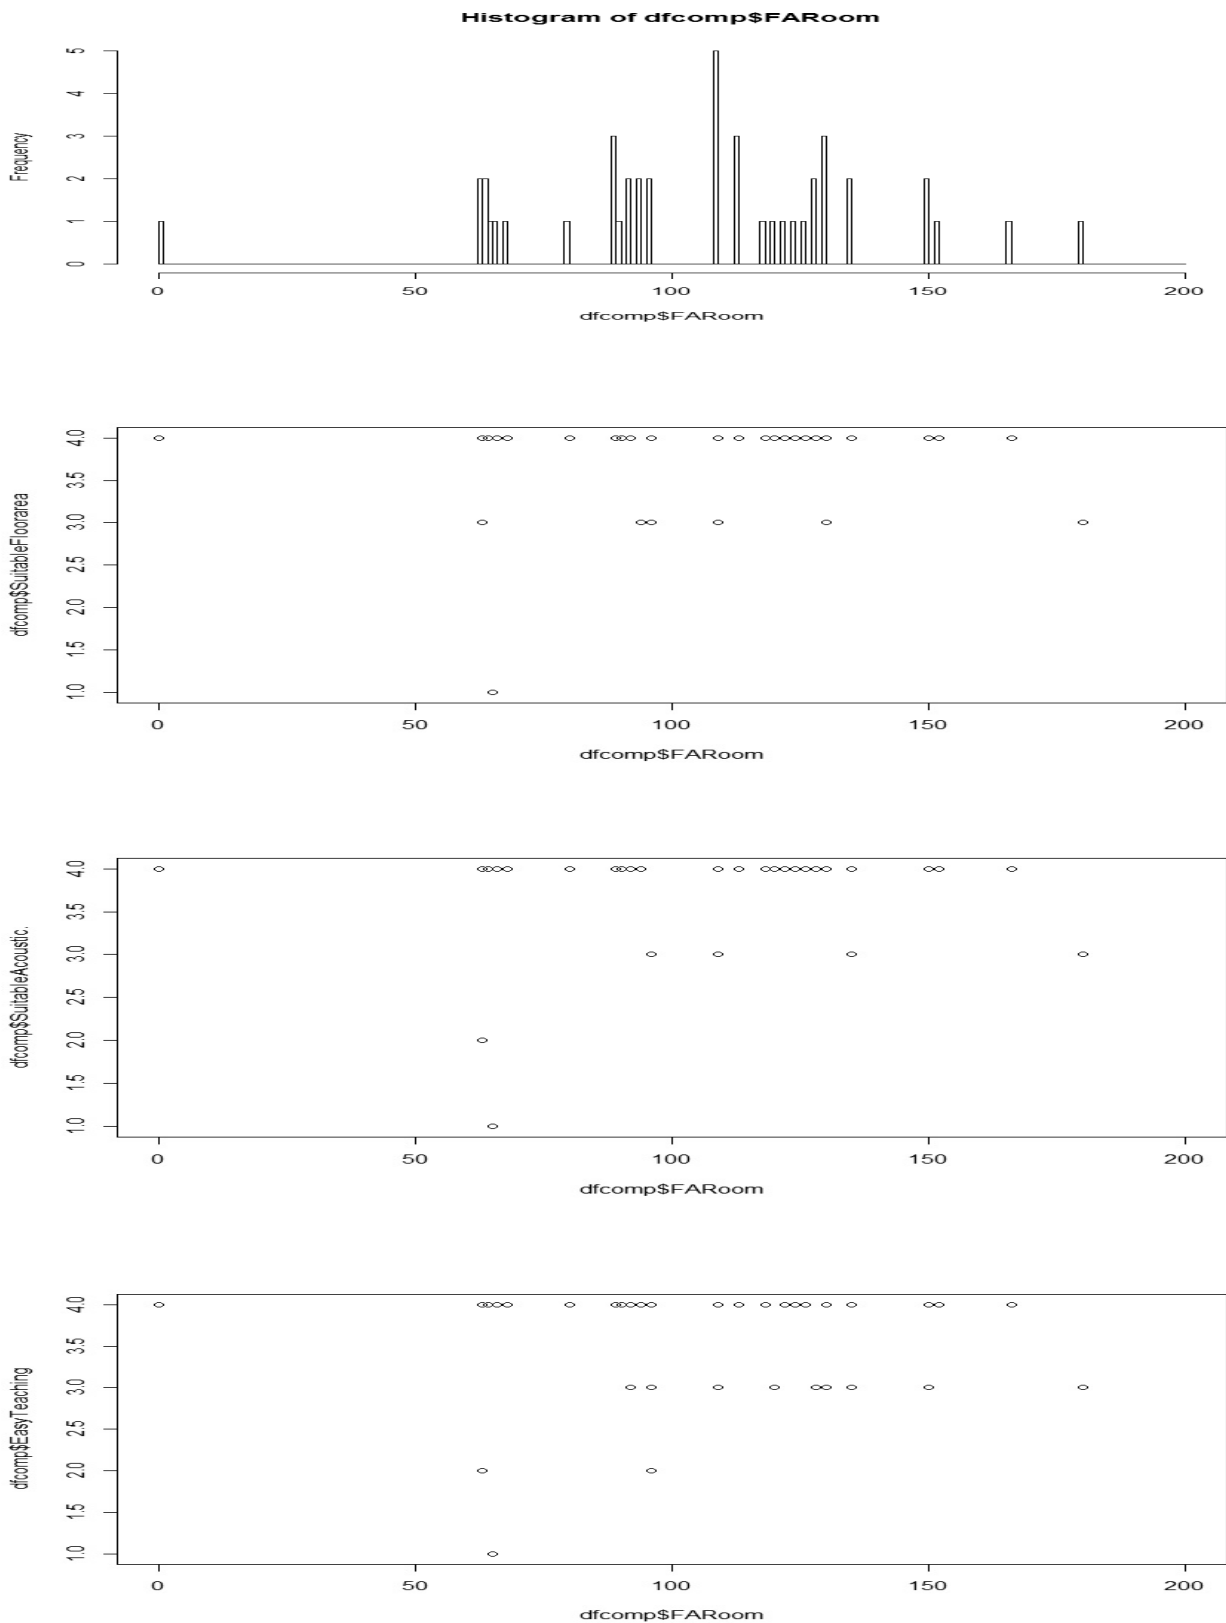 Histogram of dfcomp$FARoom
Frequency
5
4
3
2
1
0
0 50 100 150 200
dfcomp$FARoom
dfcomp$SuitableFloorarea
4.0
3.5
3.0
2.5
2.0
1.5
1.0
0 50 100 150 200
dfcomp$FARoom
dfcomp$SuitableAcoustic.
4.0
3.5
3.0
2.5
2.0
1.5
1.0
0 50 100 150 200
dfcomp$FARoom
dfcomp$EasyTeaching
4.0
3.5
3.0
2.5
2.0
1.5
1.0
0 50 100 150 200
dfcomp$FARoom